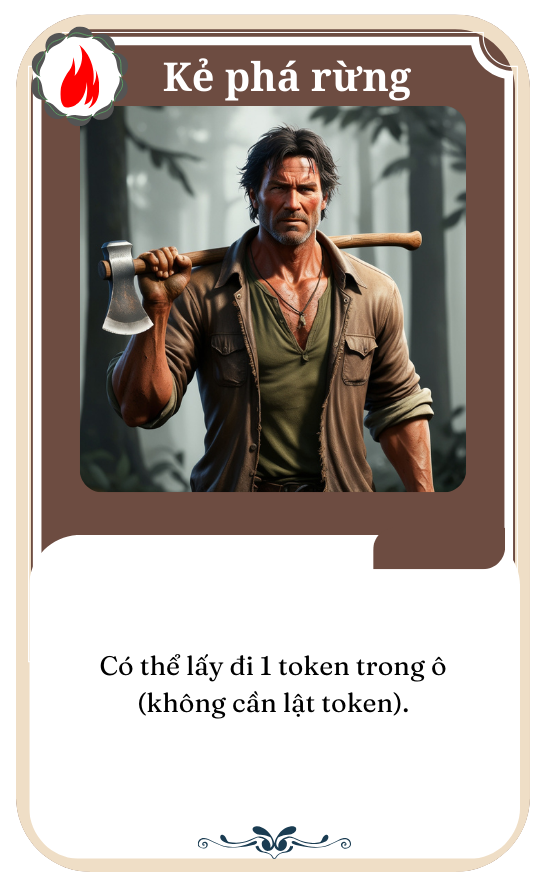 Kẻ phá rừng
Có thể lấy đi 1 token trong ô
(không cần lật token).